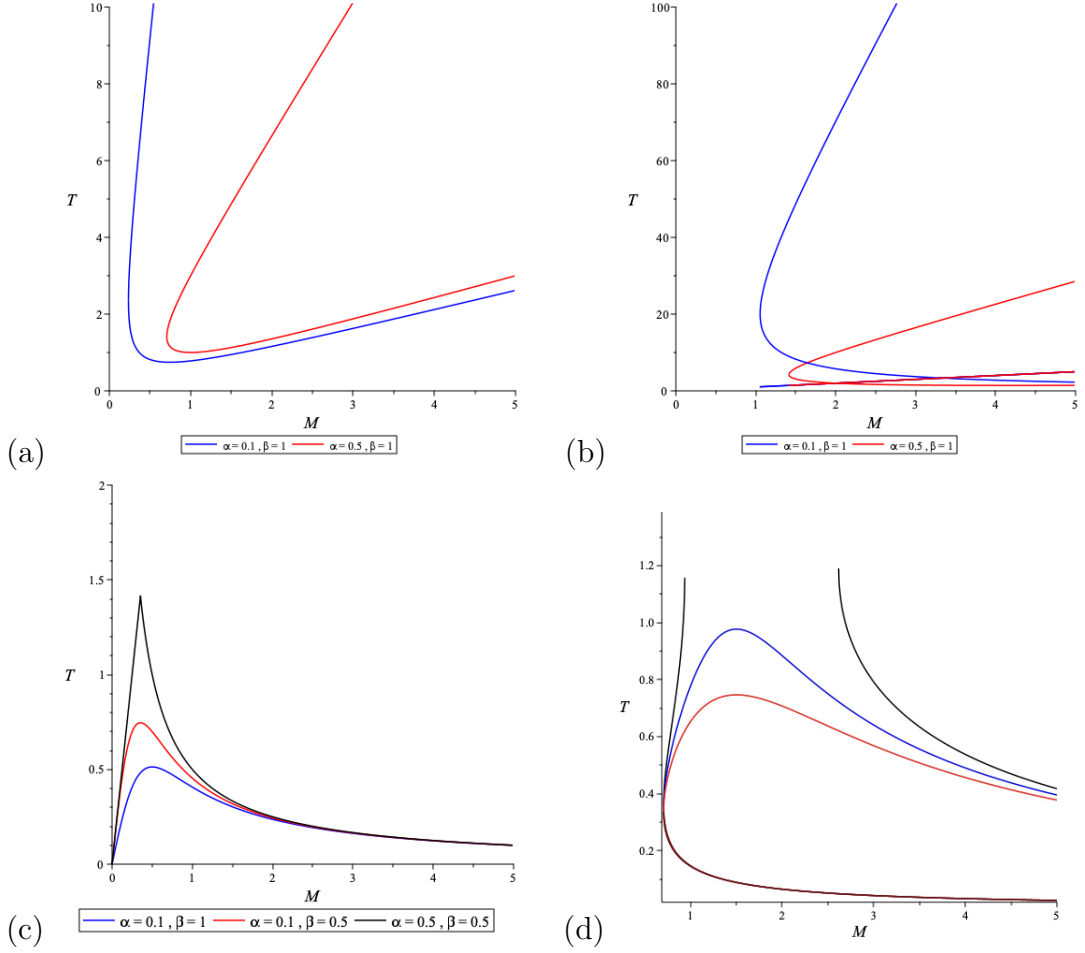 10
8
6
T
4
2
0
0 1 2 3 4 5
M
α = 0.1 , β = 1 α = 0.5 , β = 1
(a)
100
80
60
T
40
20
0
0 1 2 3 4 5
M
α = 0.1 , β = 1 α = 0.5 , β = 1
(b)
2
1.5
T
1
0.5
0
0 1 2 3 4 5
M
α = 0.1 , β = 1 α = 0.1 , β = 0.5 α = 0.5 , β = 0.5
(c)
1.2
1.0
0.8
T
0.6
0.4
0.2
1 2 3 4 5
M
(d)